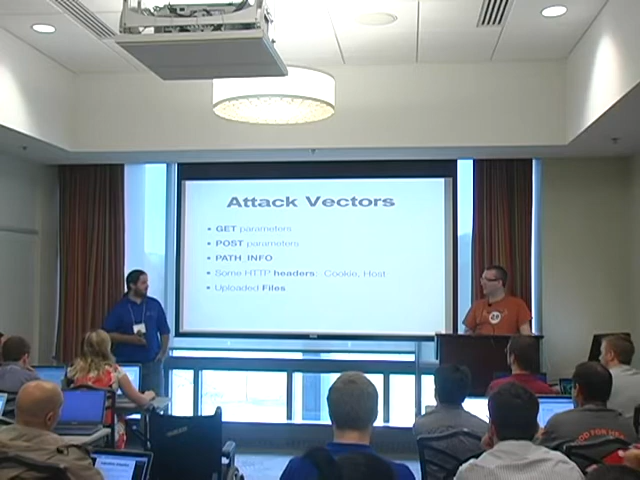 Attack Vectors
• GET parameters
• POST parameters
• PATH_INFO
• Some HTTP headers: Cookie, Host
• Uploaded Files